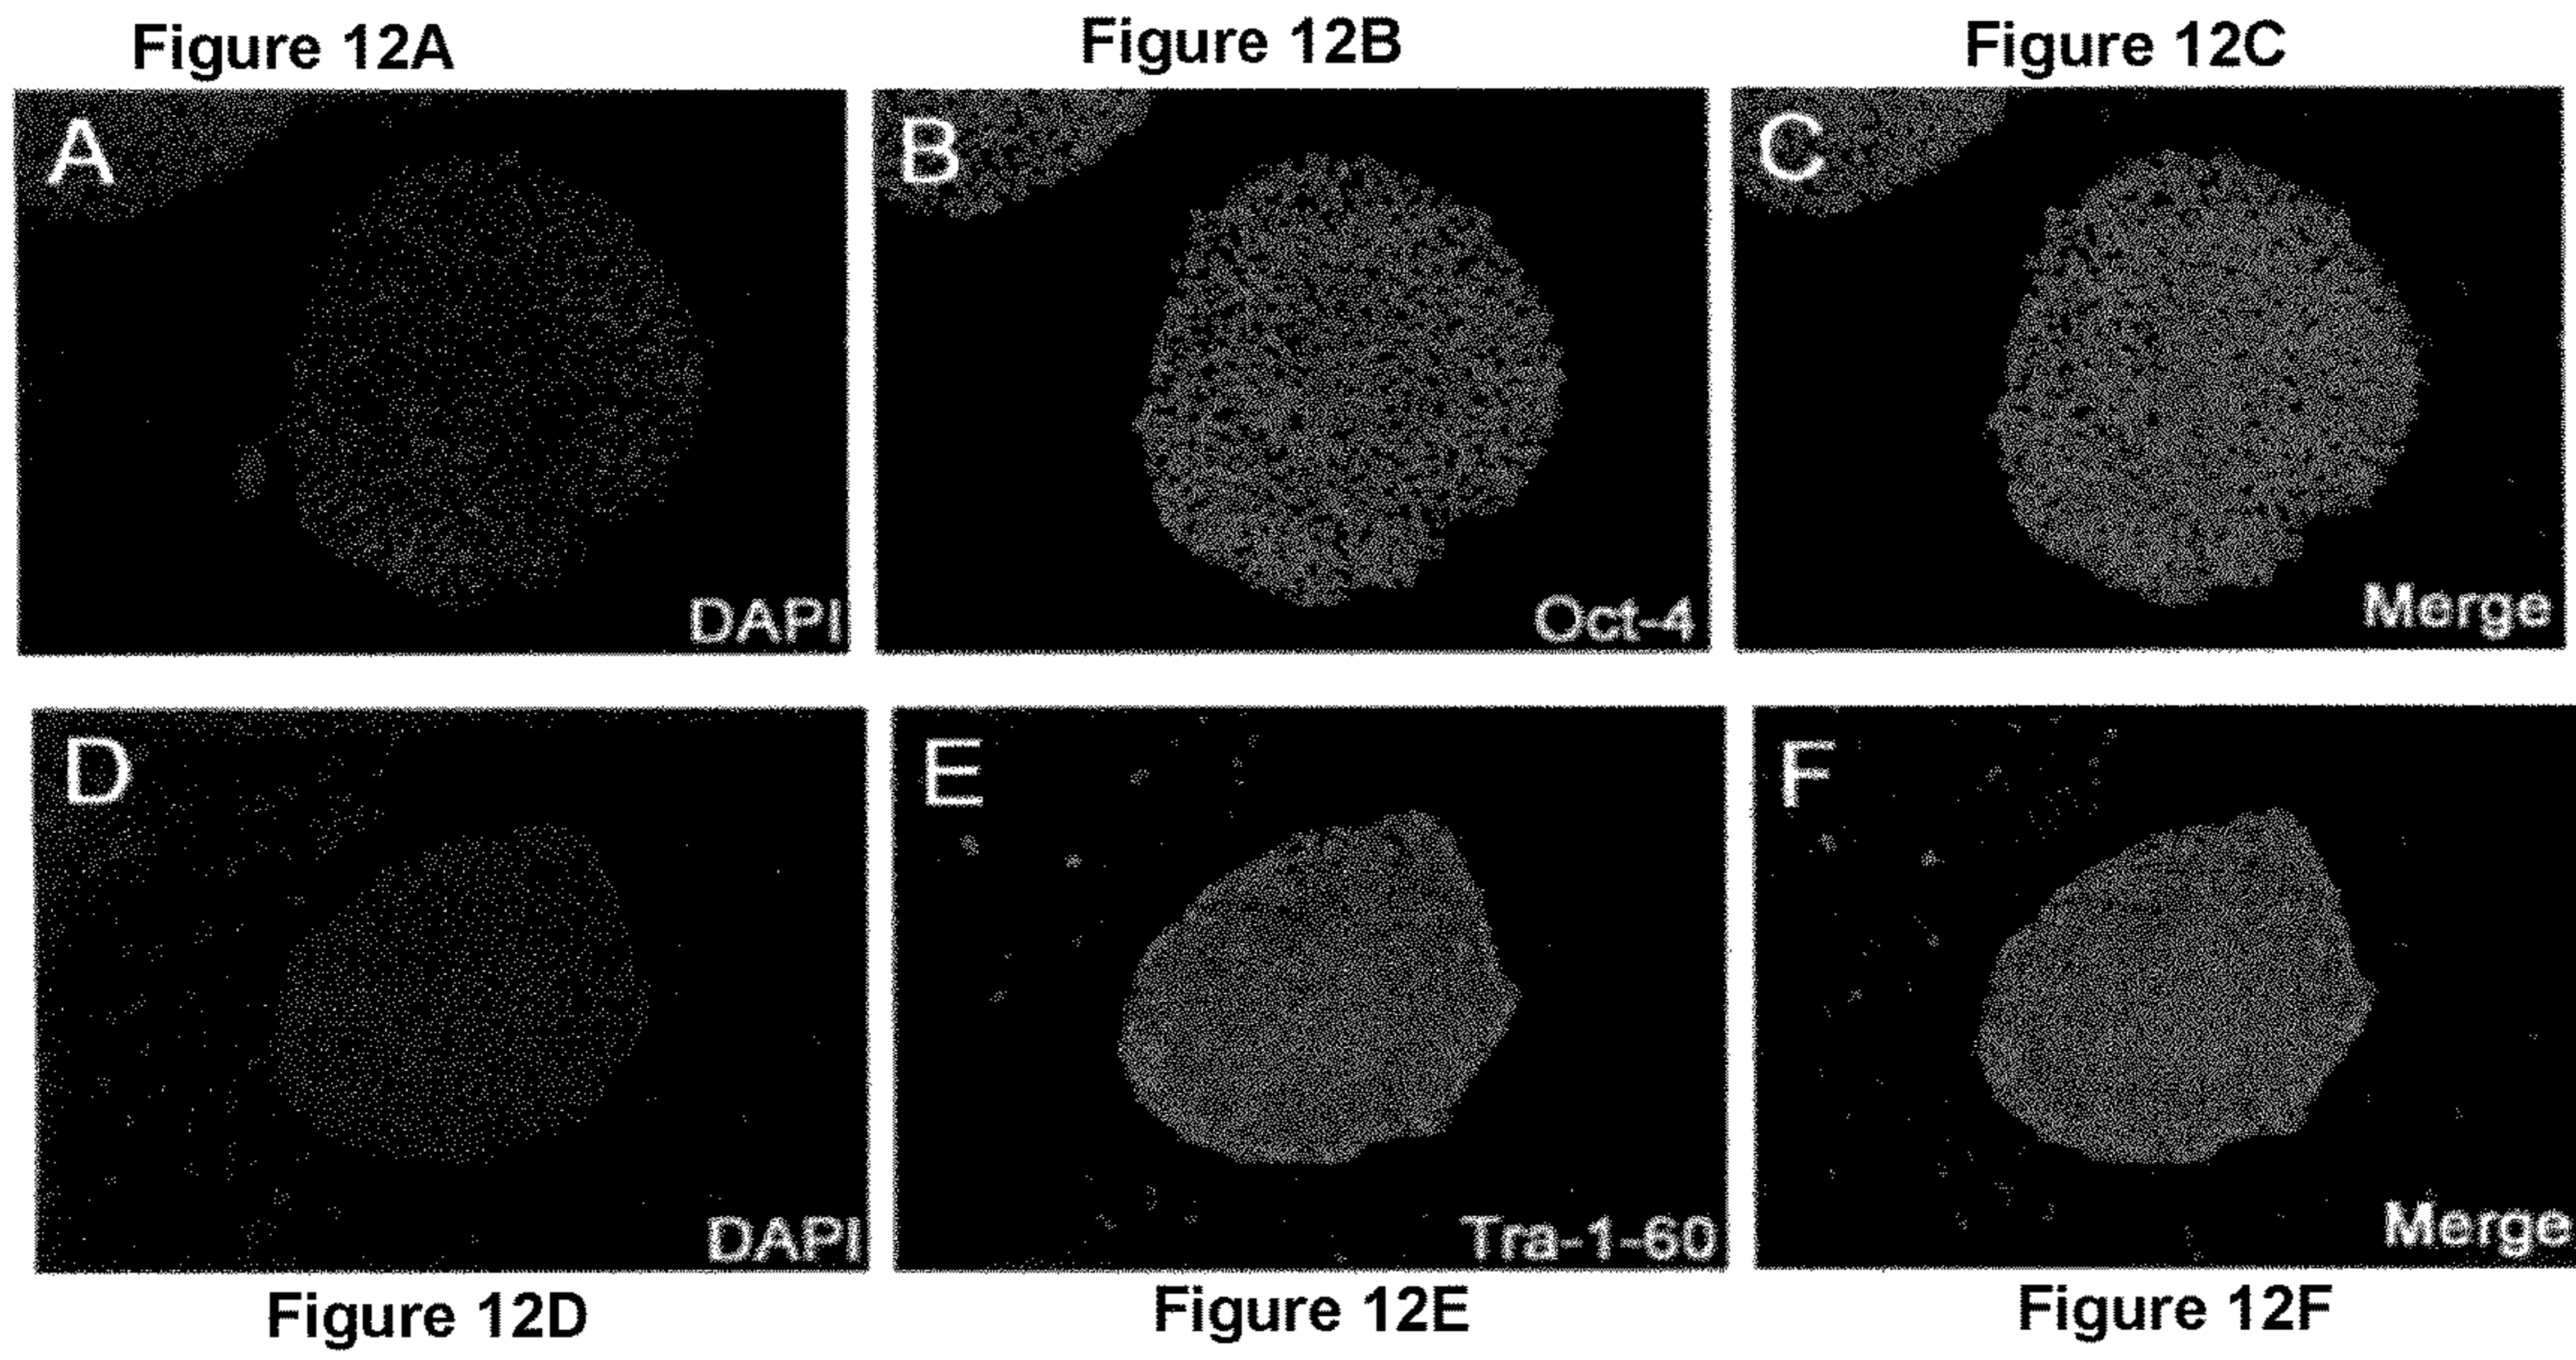 Figure 12A
Figure 12B
Figure 12C
A
B
C
DAPI
Oct-4
Merge
D
E
F
DAPI
Tra-1-60
Merge
Figure 12D
Figure 12E
Figure 12F